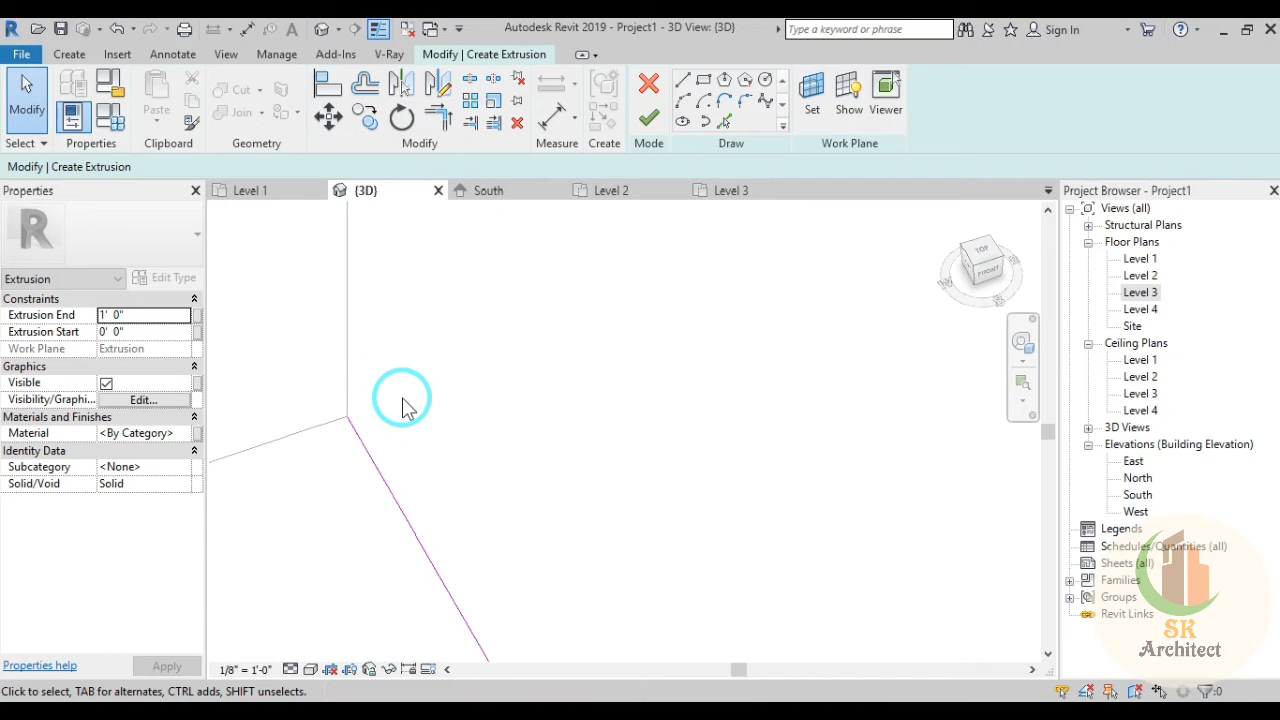 Autodesk Revit 2019 - Project1 - 3D View: {3D}
Type a keyword or phrase
Sign In
File Create Insert Annotate View Manage Add-Ins V-Ray Modify | Create Extrusion
Modify
Paste
Cut
Join
Set Show Viewer
Select Properties Clipboard Geometry Modify Measure Create Mode Draw Work Plane
Modify | Create Extrusion
Properties
Level 1 {3D} South Level 2 Level 3
Project Browser - Project1
R
Extrusion
Edit Type
Constraints
Extrusion End 1' 0"
Extrusion Start 0' 0"
Work Plane Extrusion
Graphics
Visible
Visibility/Graphi... Edit...
Materials and Finishes
Material <By Category>
Identity Data
Subcategory <None>
Solid/Void Solid
Properties help
Apply
TOP
FRONT
Views (all)
Structural Plans
Floor Plans
Level 1
Level 2
Level 3
Level 4
Site
Ceiling Plans
Level 1
Level 2
Level 3
Level 4
3D Views
Elevations (Building Elevation)
East
North
South
West
Legends
Schedules/Quantities (all)
Sheets (all)
Families
Groups
Revit Links
SK
Architect
1/8" = 1'-0"
Click to select, TAB for alternates, CTRL adds, SHIFT unselects.
:0